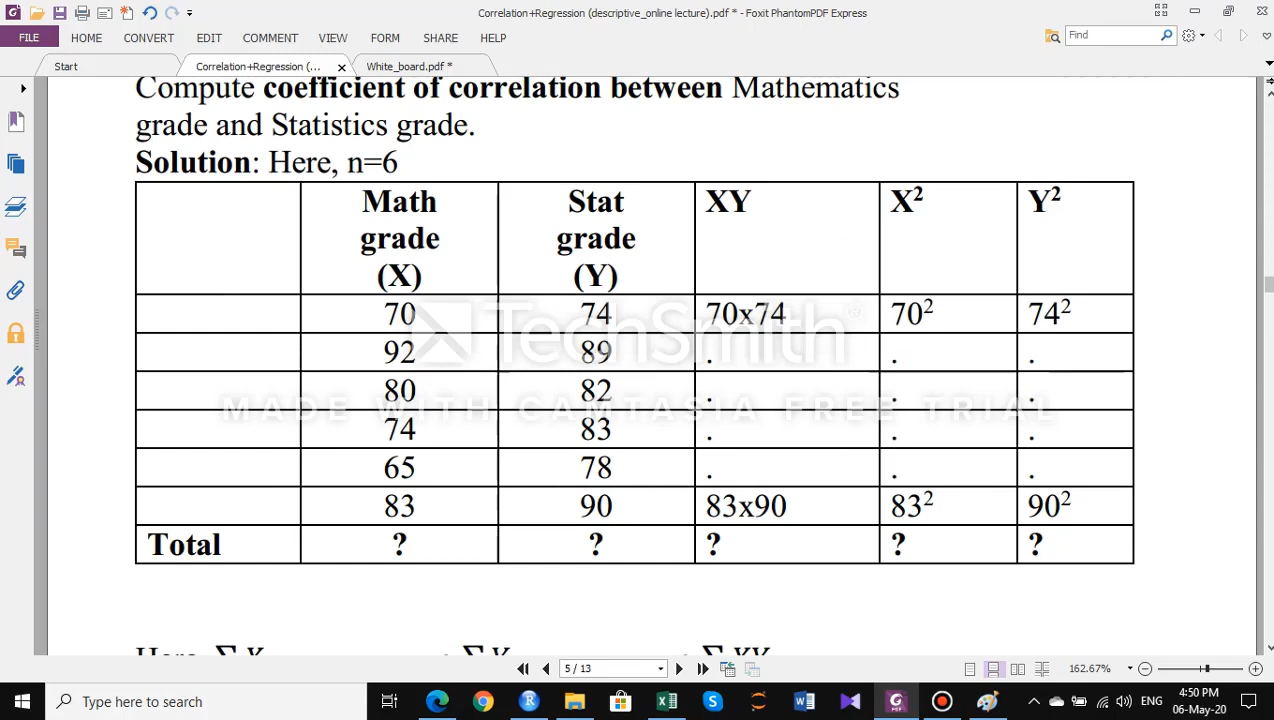 Correlation+Regression (descriptive_online lecture).pdf * - Foxit PhantomPDF Express
FILE HOME CONVERT EDIT COMMENT VIEW FORM SHARE HELP Find
Start Correlation+Regression (... White_board.pdf *
Compute coefficient of correlation between Mathematics
grade and Statistics grade.
Solution: Here, n=6
Math grade (X) Stat grade (Y) XY X² Y²
70 74 70x74 70² 74²
92 89 . . .
80 82 . . .
74 83 . . .
65 78 . . .
83 90 83x90 83² 90²
Total ? ? ? ? ?
TechSmith®
MADE WITH CAMTASIA FREE TRIAL
5 / 13 162.67%
Type here to search ENG 4:50 PM
06-May-20